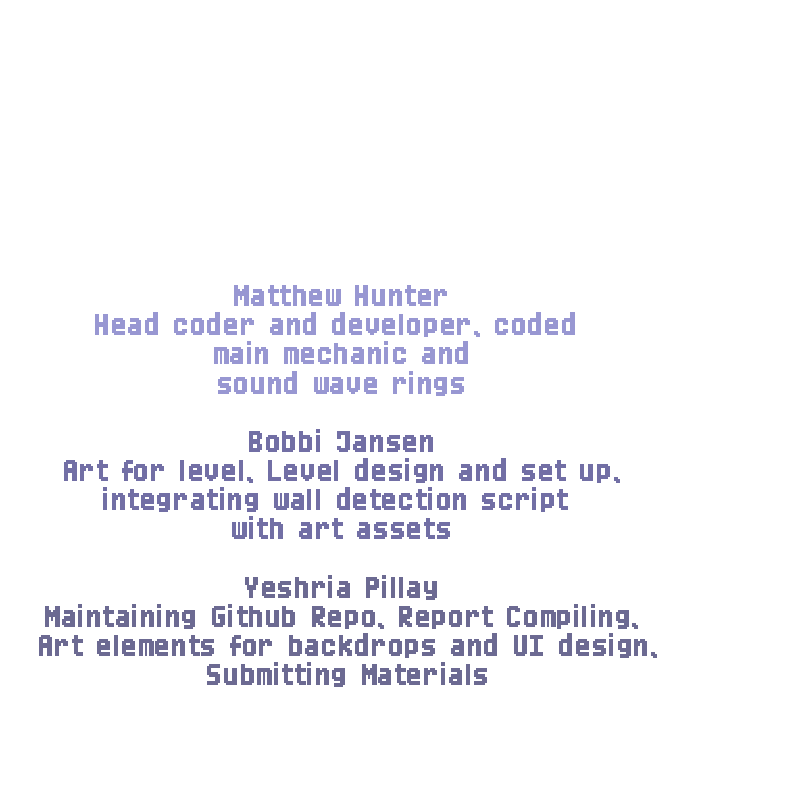 Matthew Hunter
Head coder and developer, coded
main mechanic and
sound wave rings
Bobbi Jansen
Art for level, Level design and set up,
integrating wall detection script
with art assets
Yeshria Pillay
Maintaining Github Repo, Report Compiling,
Art elements for backdrops and UI design,
Submitting Materials